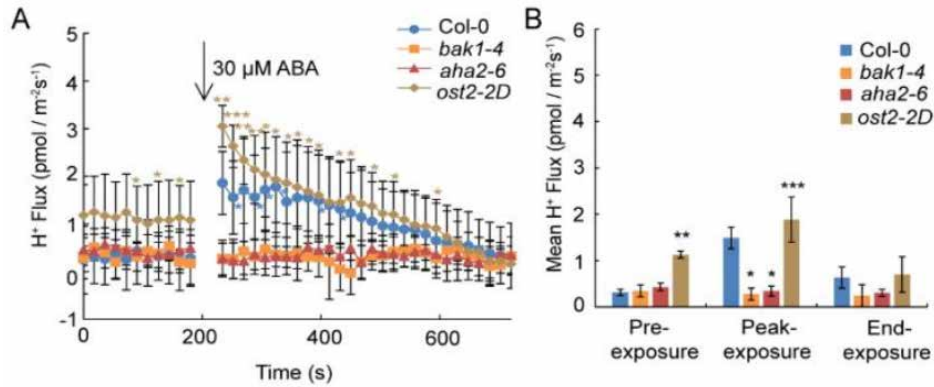 A
B
5
4
3
2
1
0
-1
H⁺ Flux (pmol / m⁻²s⁻¹)
30 µM ABA
Col-0
bak1-4
aha2-6
ost2-2D
0
200
400
600
Time (s)
6
5
4
3
2
1
0
Mean H⁺ Flux (pmol / m⁻²s⁻¹)
Col-0
bak1-4
aha2-6
ost2-2D
**
*
*
***
Pre-
exposure
Peak-
exposure
End-
exposure